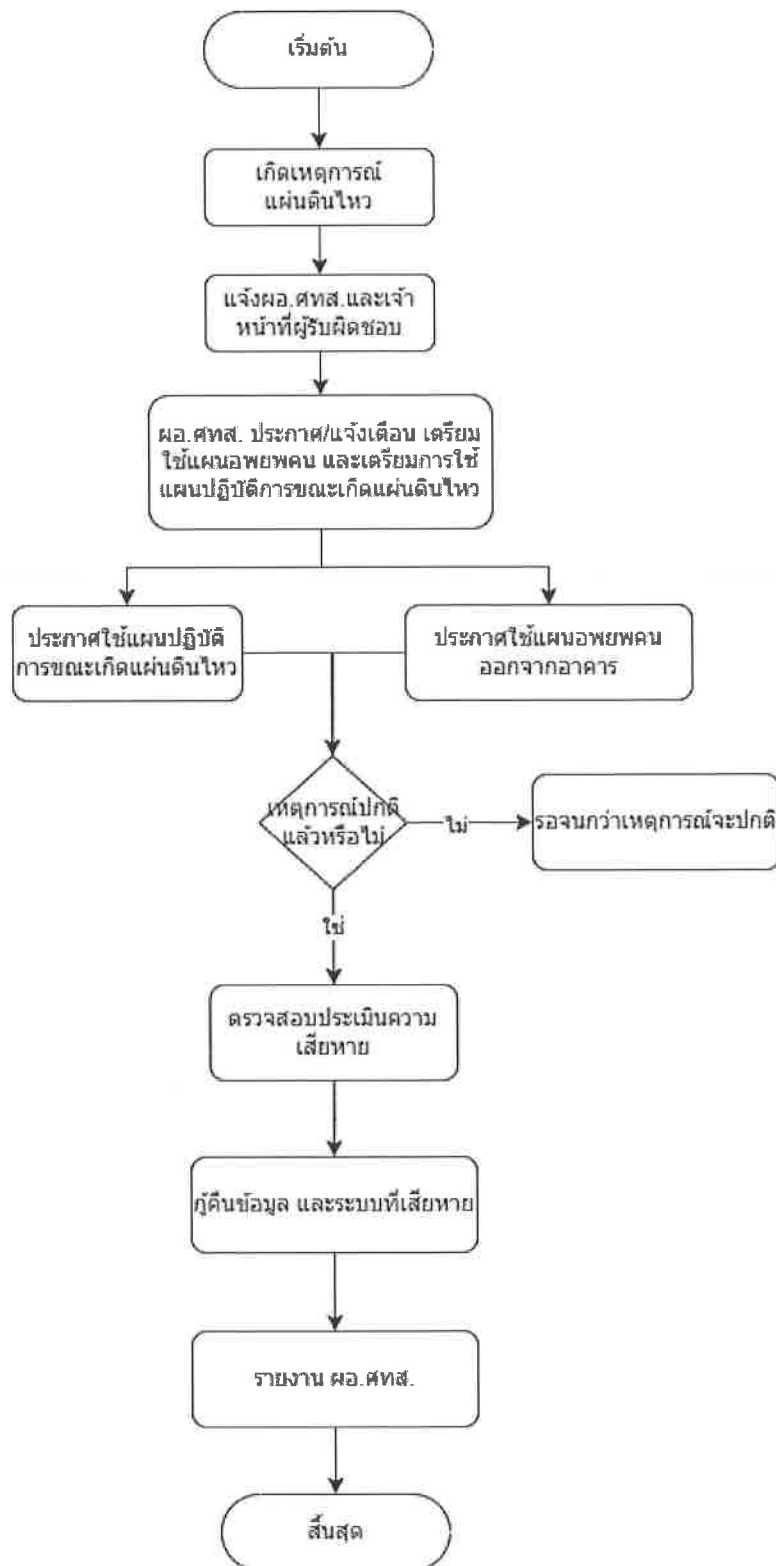 เริ่มต้น
เกิดเหตุการณ์
แผ่นดินไหว
แจ้งผอ.ศทส.และเจ้า
หน้าที่ผู้รับผิดชอบ
ผอ.ศทส. ประกาศ/แจ้งเตือน เตรียม
ใช้แผนอพยพคน และเตรียมการใช้
แผนปฏิบัติการขณะเกิดแผ่นดินไหว
ประกาศใช้แผนปฏิบัติ
การขณะเกิดแผ่นดินไหว
ประกาศใช้แผนอพยพคน
ออกจากอาคาร
เหตุการณ์ปกติ
แล้วหรือไม่
ไม่
รอจนกว่าเหตุการณ์จะปกติ
ใช่
ตรวจสอบประเมินความ
เสียหาย
กู้คืนข้อมูล และระบบที่เสียหาย
รายงาน ผอ.ศทส.
สิ้นสุด